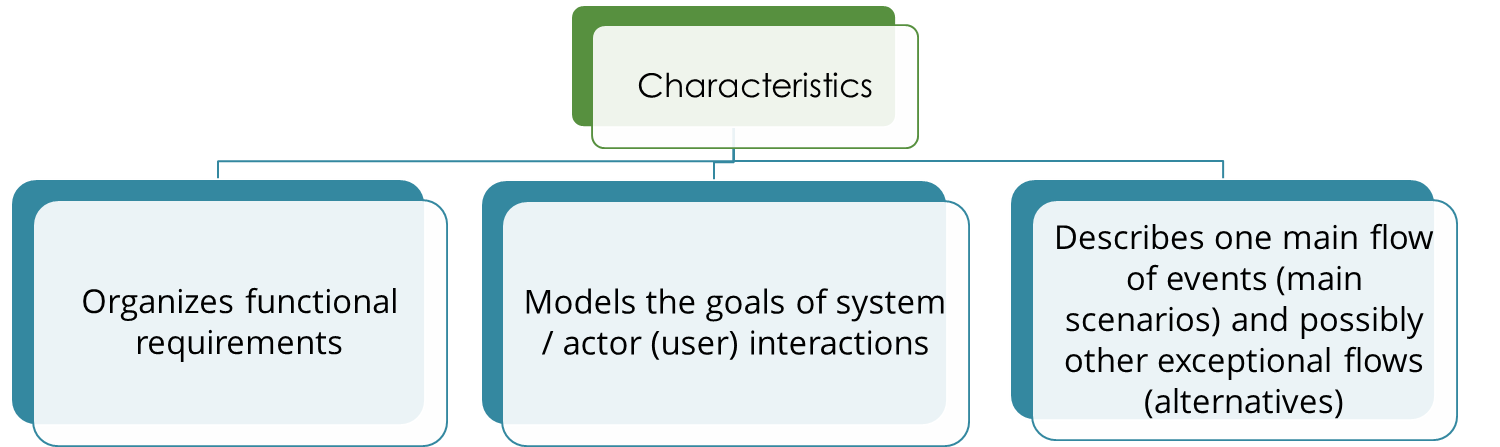 Characteristics
Organizes functional
requirements
Models the goals of system
/ actor (user) interactions
Describes one main flow
of events (main
scenarios) and possibly
other exceptional flows
(alternatives)